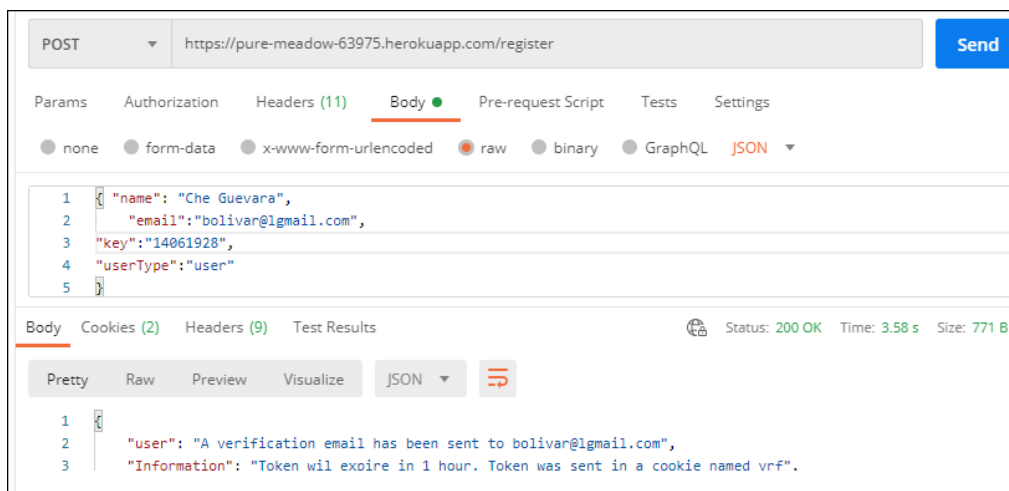 POST https://pure-meadow-63975.herokuapp.com/register Send
Params Authorization Headers (11) Body Pre-request Script Tests Settings
none form-data x-www-form-urlencoded raw binary GraphQL JSON
1 { "name": "Che Guevara",
2 "email":"bolivar@lgmail.com",
3 "key":"14061928",
4 "userType":"user"
5 }
Body Cookies (2) Headers (9) Test Results Status: 200 OK Time: 3.58 s Size: 771 B
Pretty Raw Preview Visualize JSON
1 {
2 "user": "A verification email has been sent to bolivar@lgmail.com",
3 "Information": "Token wil expire in 1 hour. Token was sent in a cookie named vrf".